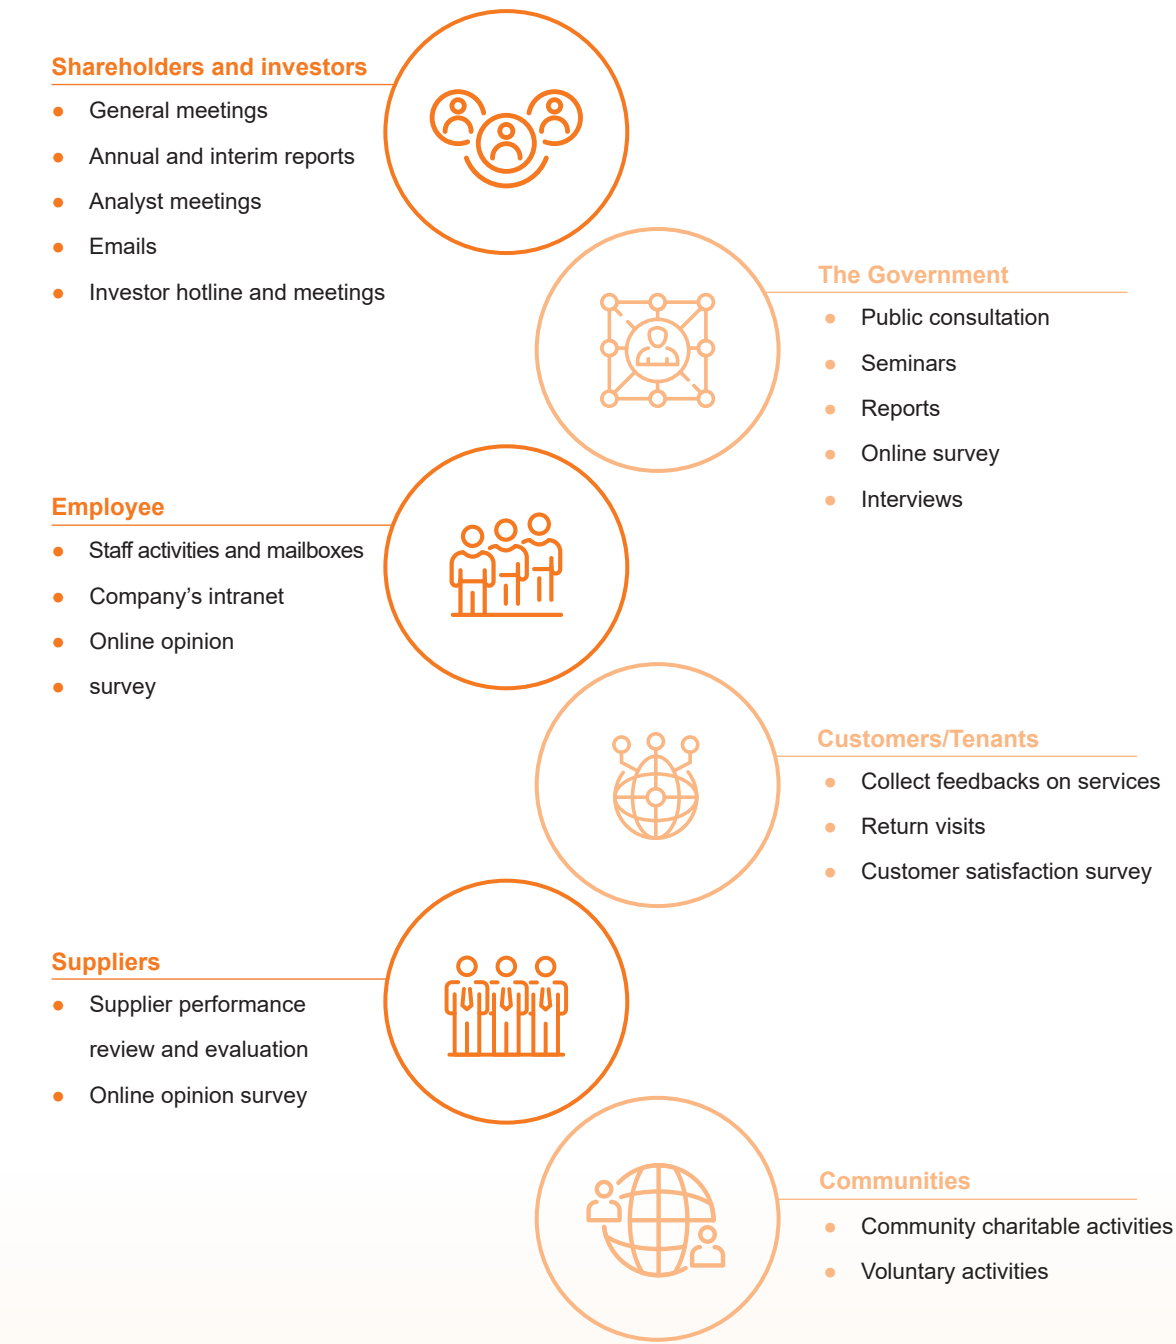 Shareholders and investors
● General meetings
● Annual and interim reports
● Analyst meetings
● Emails
● Investor hotline and meetings
The Government
● Public consultation
● Seminars
● Reports
● Online survey
● Interviews
Employee
● Staff activities and mailboxes
● Company’s intranet
● Online opinion
● survey
Customers/Tenants
● Collect feedbacks on services
● Return visits
● Customer satisfaction survey
Suppliers
● Supplier performance
review and evaluation
● Online opinion survey
Communities
● Community charitable activities
● Voluntary activities